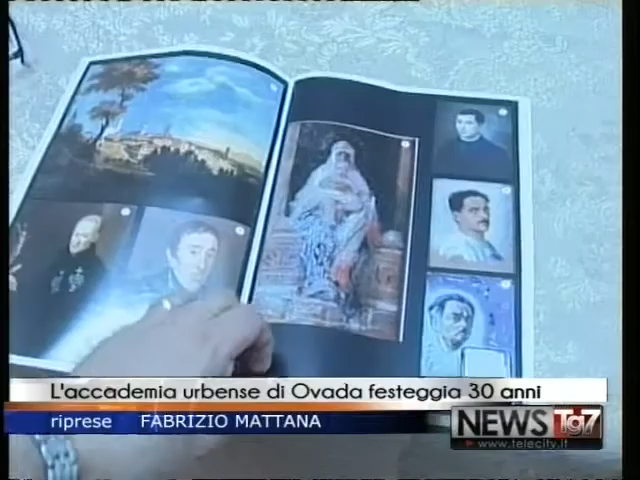 L'accademia urbense di Ovada festeggia 30 anni
riprese FABRIZIO MATTANA
NEWS Tg7
www.telecity.it